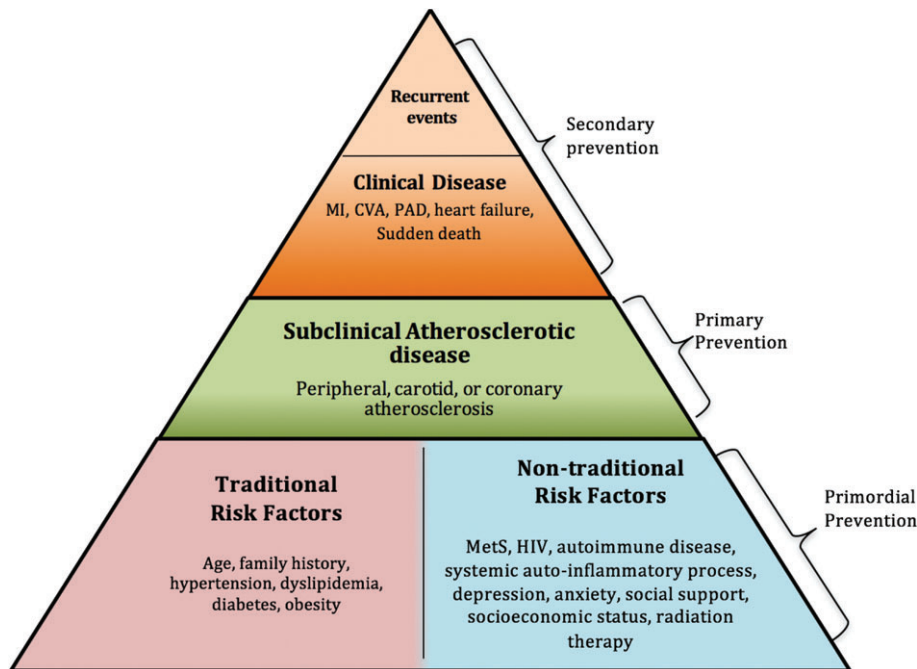 Recurrent
events
Secondary
prevention
Clinical Disease
MI, CVA, PAD, heart failure,
Sudden death
Primary
Prevention
Subclinical Atherosclerotic
disease
Peripheral, carotid, or coronary
atherosclerosis
Traditional
Risk Factors
Age, family history,
hypertension, dyslipidemia,
diabetes, obesity
Non-traditional
Risk Factors
MetS, HIV, autoimmune disease,
systemic auto-inflammatory process,
depression, anxiety, social support,
socioeconomic status, radiation
therapy
Primordial
Prevention